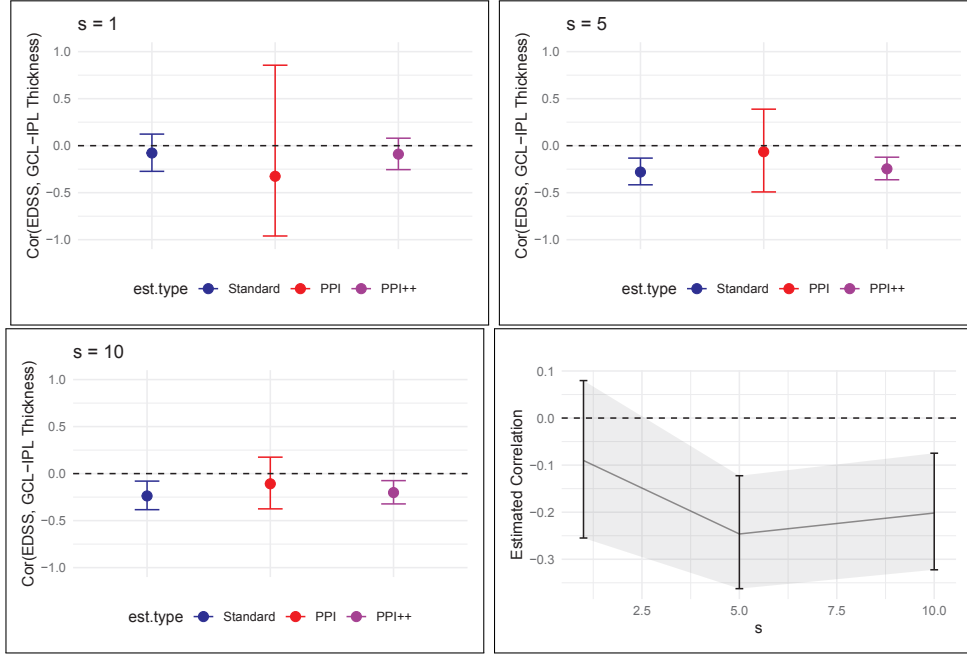 s = 1
Cor(EDSS, GCL−IPL Thickness)
1.0
0.5
0.0
−0.5
−1.0
est.type Standard PPI PPI++
s = 5
Cor(EDSS, GCL−IPL Thickness)
1.0
0.5
0.0
−0.5
−1.0
est.type Standard PPI PPI++
s = 10
Cor(EDSS, GCL−IPL Thickness)
1.0
0.5
0.0
−0.5
−1.0
est.type Standard PPI PPI++
Estimated Correlation
0.1
0.0
−0.1
−0.2
−0.3
2.5 5.0 7.5 10.0
s